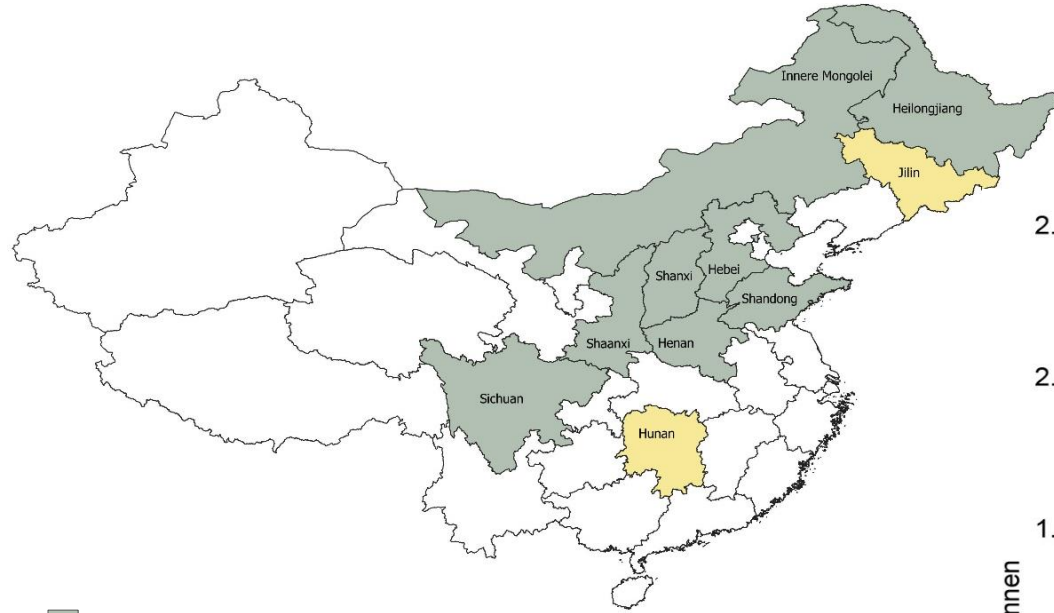 Innere Mongolei
Heilongjiang
Jilin
2.
Shanxi
Hebei
Shandong
Shaanxi
Henan
2.
Sichuan
Hunan
1.
nnen